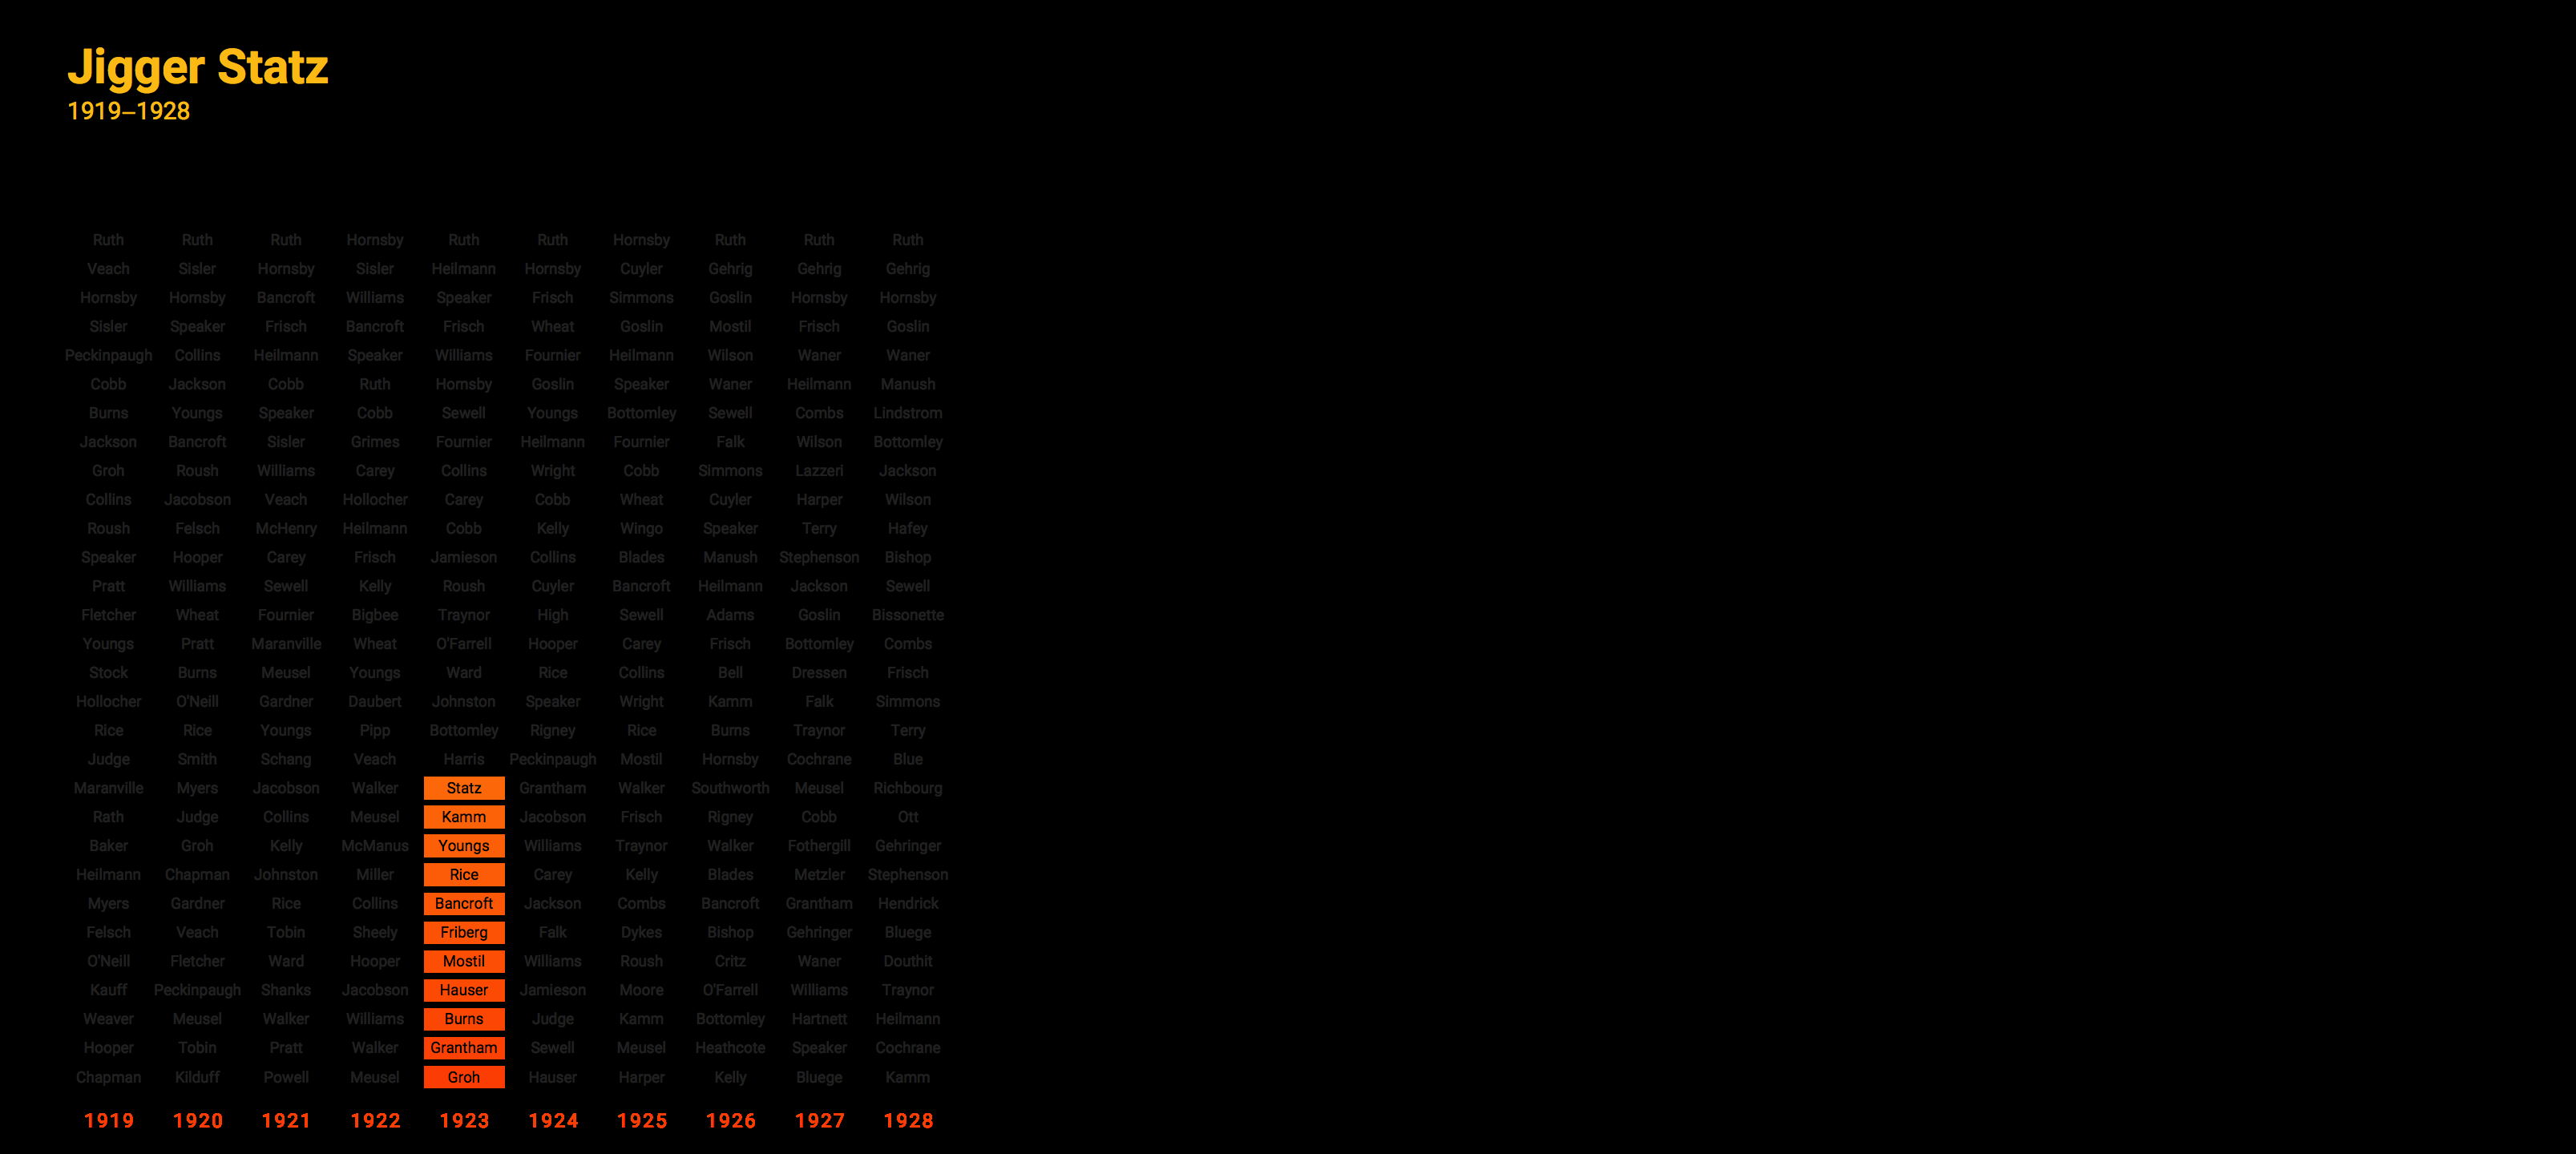 Jigger Statz
1919–1928
Ruth Ruth Ruth Hornsby Ruth Ruth Hornsby Ruth Ruth Ruth
Veach Sisler Hornsby Sisler Heilmann Hornsby Cuyler Gehrig Gehrig Gehrig
Hornsby Hornsby Bancroft Williams Speaker Frisch Simmons Goslin Hornsby Hornsby
Sisler Speaker Frisch Bancroft Frisch Wheat Goslin Mostil Frisch Goslin
Peckinpaugh Collins Heilmann Speaker Williams Fournier Heilmann Wilson Waner Waner
Cobb Jackson Cobb Ruth Hornsby Goslin Speaker Waner Heilmann Manush
Burns Youngs Speaker Cobb Sewell Youngs Bottomley Sewell Combs Lindstrom
Jackson Bancroft Sisler Grimes Fournier Heilmann Fournier Falk Wilson Bottomley
Groh Roush Williams Carey Collins Wright Cobb Simmons Lazzeri Jackson
Collins Jacobson Veach Hollocher Carey Cobb Wheat Cuyler Harper Wilson
Roush Felsch McHenry Heilmann Cobb Kelly Wingo Speaker Terry Hafey
Speaker Hooper Carey Frisch Jamieson Collins Blades Manush Stephenson Bishop
Pratt Williams Sewell Kelly Roush Cuyler Bancroft Heilmann Jackson Sewell
Fletcher Wheat Fournier Bigbee Traynor High Sewell Adams Goslin Bissonette
Youngs Pratt Maranville Wheat O'Farrell Hooper Carey Frisch Bottomley Combs
Stock Burns Meusel Youngs Ward Rice Collins Bell Dressen Frisch
Hollocher O'Neill Gardner Daubert Johnston Speaker Wright Kamm Falk Simmons
Rice Rice Youngs Pipp Bottomley Rigney Rice Burns Traynor Terry
Judge Smith Schang Veach Harris Peckinpaugh Mostil Hornsby Cochrane Blue
Maranville Myers Jacobson Walker Statz Grantham Walker Southworth Meusel Richbourg
Rath Judge Collins Meusel Kamm Jacobson Frisch Rigney Cobb Ott
Baker Groh Kelly McManus Youngs Williams Traynor Walker Fothergill Gehringer
Heilmann Chapman Johnston Miller Rice Carey Kelly Blades Metzler Stephenson
Myers Gardner Rice Collins Bancroft Jackson Combs Bancroft Grantham Hendrick
Felsch Veach Tobin Sheely Friberg Falk Dykes Bishop Gehringer Bluege
O'Neill Fletcher Ward Hooper Mostil Williams Roush Critz Waner Douthit
Kauff Peckinpaugh Shanks Jacobson Hauser Jamieson Moore O'Farrell Williams Traynor
Weaver Meusel Walker Williams Burns Judge Kamm Bottomley Hartnett Heilmann
Hooper Tobin Pratt Walker Grantham Sewell Meusel Heathcote Speaker Cochrane
Chapman Kilduff Powell Meusel Groh Hauser Harper Kelly Bluege Kamm
1919 1920 1921 1922 1923 1924 1925 1926 1927 1928